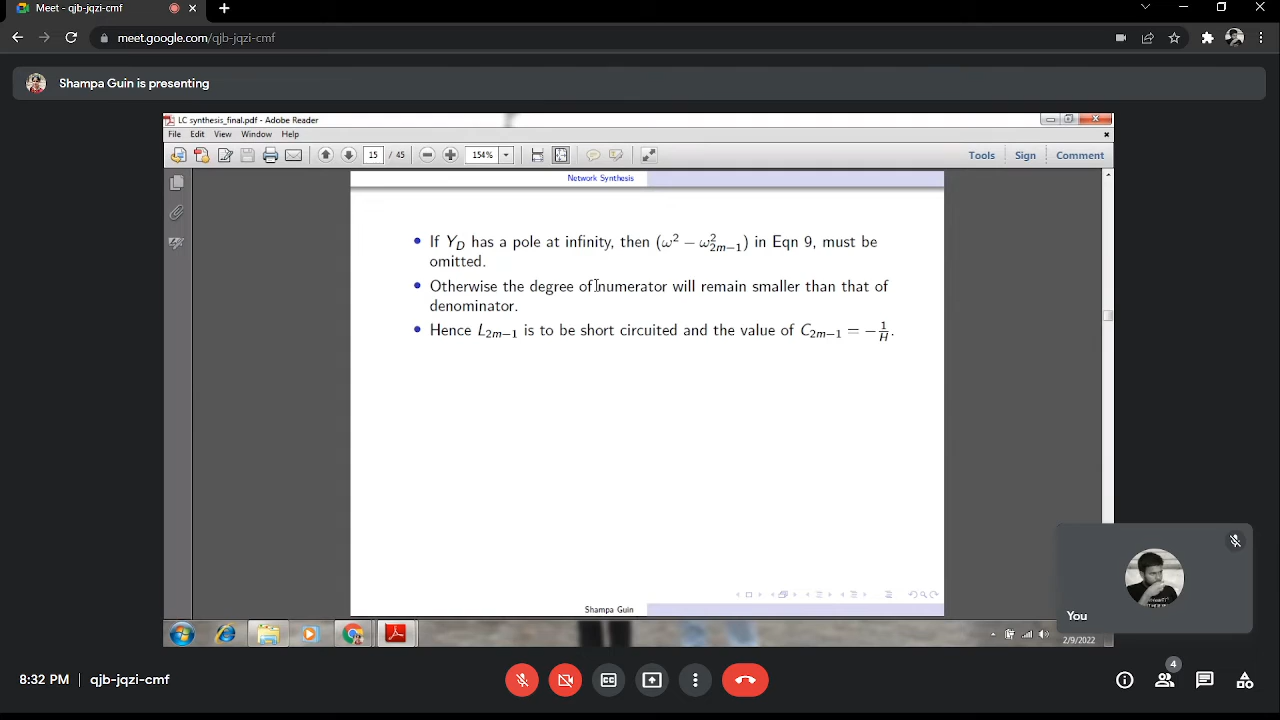 Meet - qjb-jqzi-cmf
meet.google.com/qjb-jqzi-cmf
Shampa Guin is presenting
LC synthesis_final.pdf - Adobe Reader
File Edit View Window Help
15 / 45 154% Tools Sign Comment
Network Synthesis
• If Y_D has a pole at infinity, then (ω² − ω²_{2m−1}) in Eqn 9, must be
omitted.
• Otherwise the degree of numerator will remain smaller than that of
denominator.
• Hence L_{2m−1} is to be short circuited and the value of C_{2m−1} = −1/H.
Shampa Guin
You
2/9/2022
8:32 PM | qjb-jqzi-cmf
4